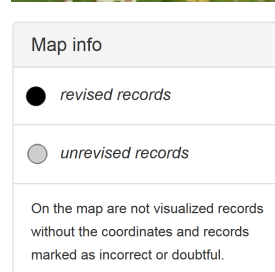 Map info
revised records
unrevised records
On the map are not visualized records
without the coordinates and records
marked as incorrect or doubtful.